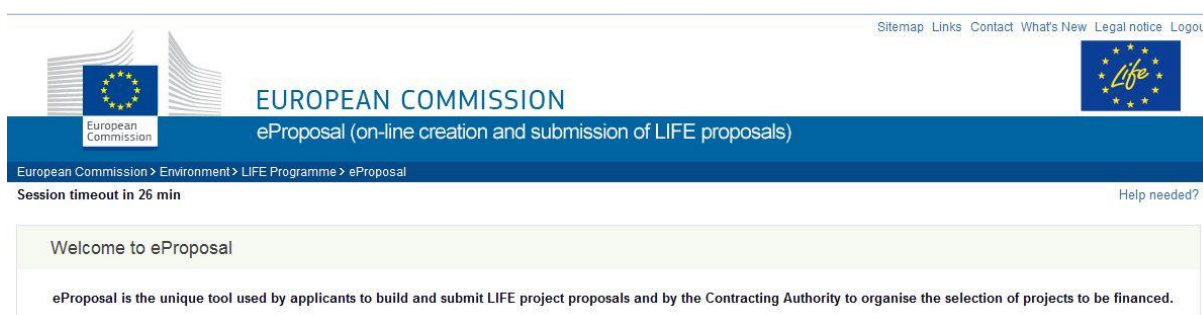 Sitemap Links Contact What's New Legal notice Logou
Life
EUROPEAN COMMISSION
European
Commission
eProposal (on-line creation and submission of LIFE proposals)
European Commission > Environment > LIFE Programme > eProposal
Session timeout in 26 min
Help needed?
Welcome to eProposal
eProposal is the unique tool used by applicants to build and submit LIFE project proposals and by the Contracting Authority to organise the selection of projects to be financed.